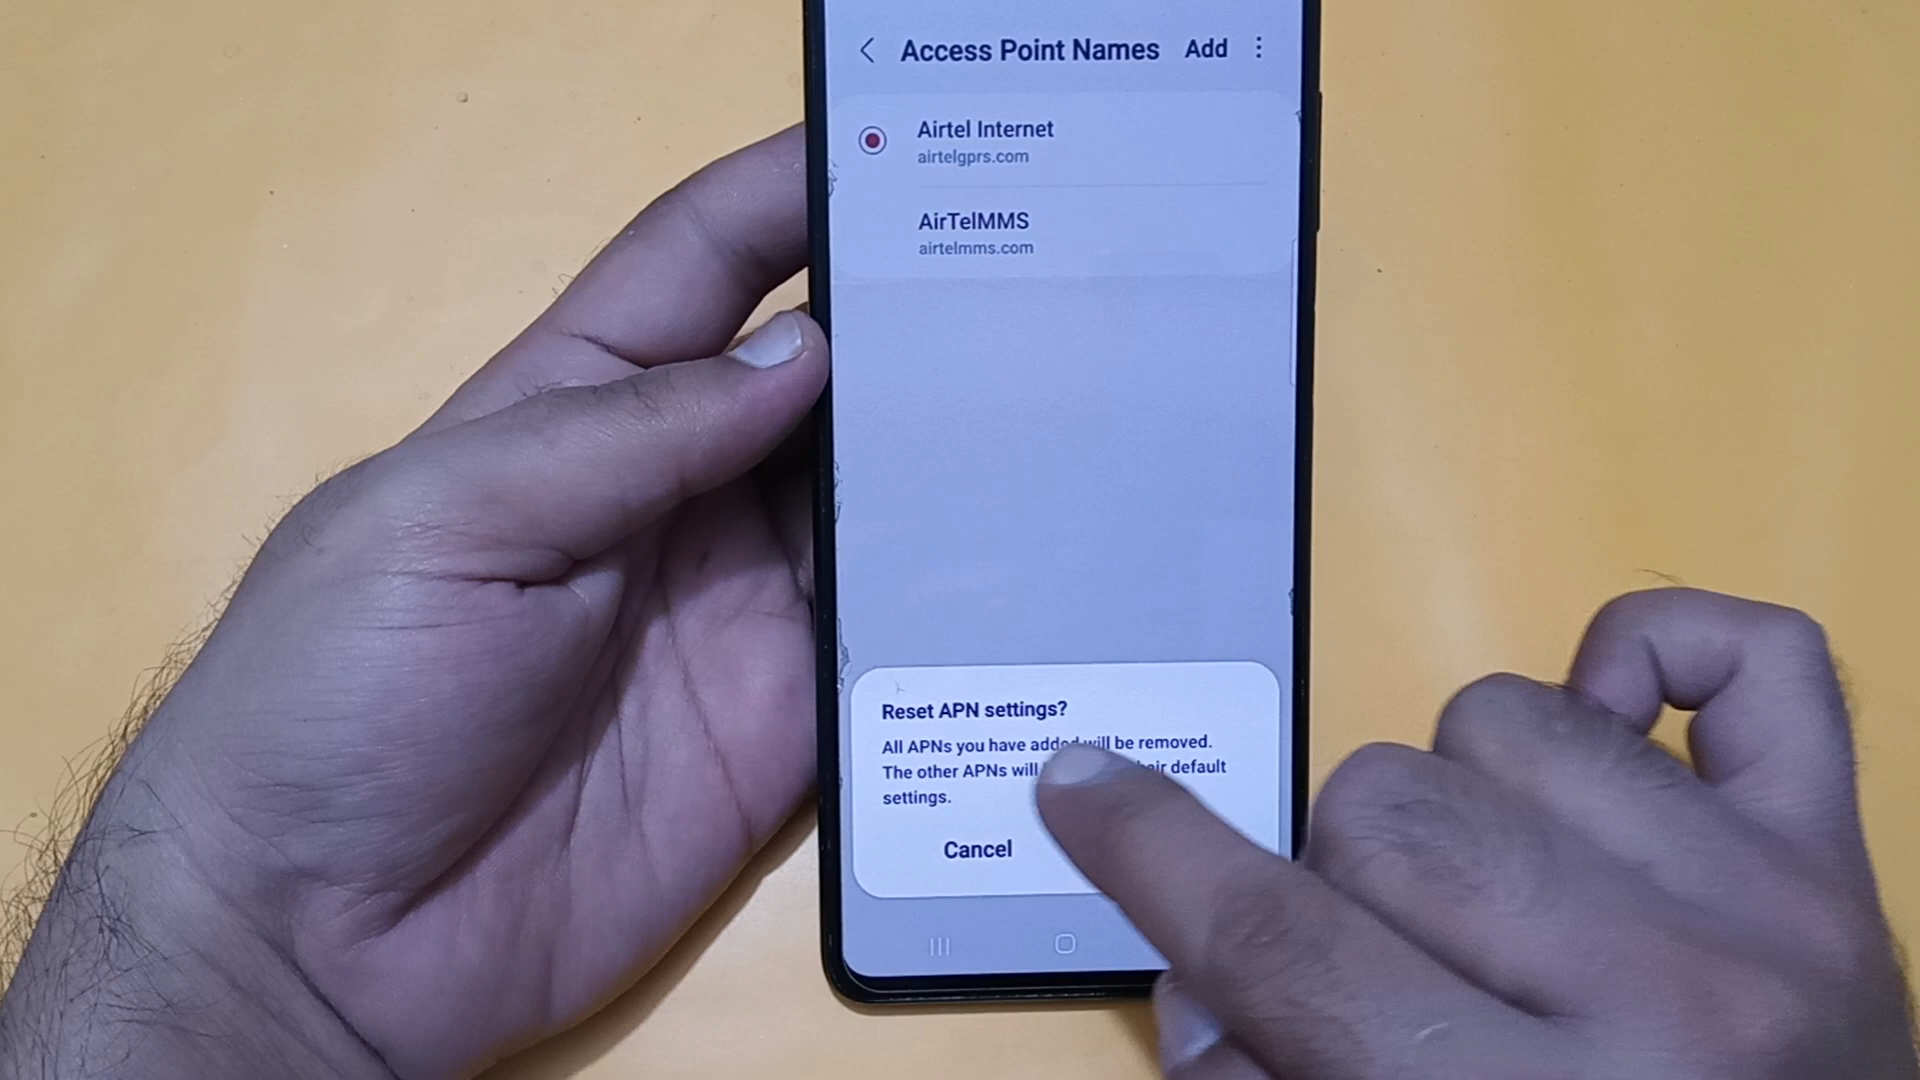 Access Point Names Add
Airtel Internet
airtelgprs.com
AirTelMMS
airtelmms.com
Reset APN settings?
All APNs you have added will be removed.
The other APNs will their default
settings.
Cancel